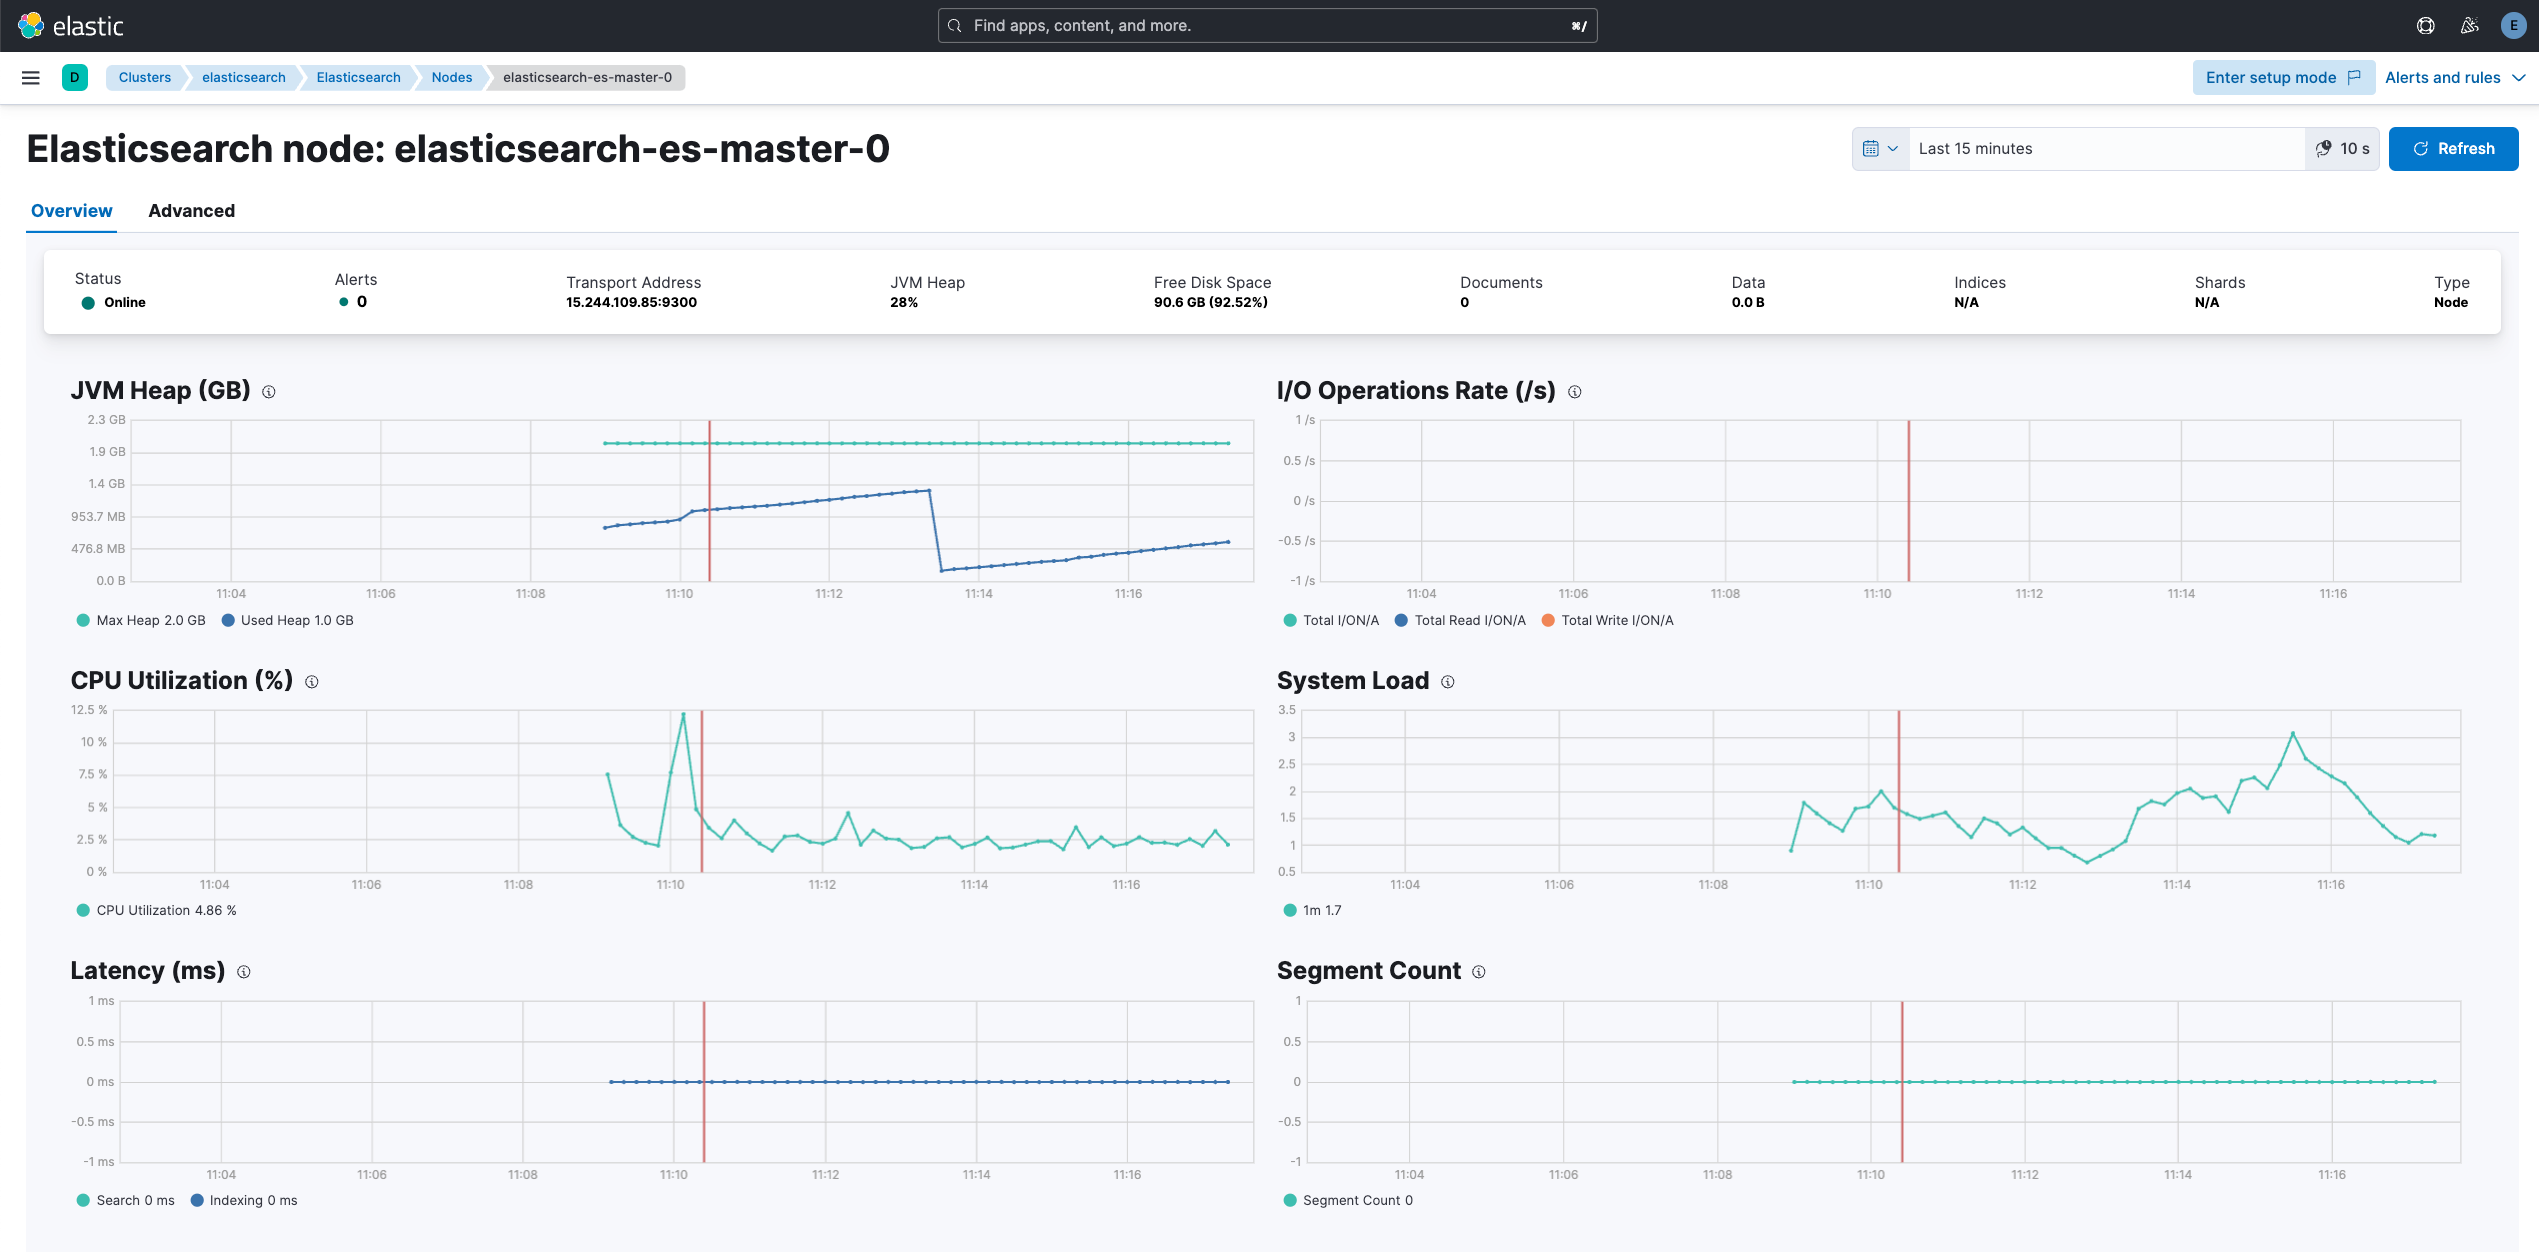 elastic
Find apps, content, and more.
⌘/
E
D
Clusters
elasticsearch
Elasticsearch
Nodes
elasticsearch-es-master-0
Enter setup mode
Alerts and rules
Elasticsearch node: elasticsearch-es-master-0
Last 15 minutes
10 s
Refresh
Overview
Advanced
Status
Online
Alerts
0
Transport Address
15.244.109.85:9300
JVM Heap
28%
Free Disk Space
90.6 GB (92.52%)
Documents
0
Data
0.0 B
Indices
N/A
Shards
N/A
Type
Node
JVM Heap (GB)
2.3 GB
1.9 GB
1.4 GB
953.7 MB
476.8 MB
0.0 B
11:04 11:06 11:08 11:10 11:12 11:14 11:16
Max Heap 2.0 GB Used Heap 1.0 GB
I/O Operations Rate (/s)
1 /s
0.5 /s
0 /s
-0.5 /s
-1 /s
11:04 11:06 11:08 11:10 11:12 11:14 11:16
Total I/ON/A Total Read I/ON/A Total Write I/ON/A
CPU Utilization (%)
12.5 %
10 %
7.5 %
5 %
2.5 %
0 %
11:04 11:06 11:08 11:10 11:12 11:14 11:16
CPU Utilization 4.86 %
System Load
3.5
3
2.5
2
1.5
1
0.5
11:04 11:06 11:08 11:10 11:12 11:14 11:16
1m 1.7
Latency (ms)
1 ms
0.5 ms
0 ms
-0.5 ms
-1 ms
11:04 11:06 11:08 11:10 11:12 11:14 11:16
Search 0 ms Indexing 0 ms
Segment Count
1
0.5
0
-0.5
-1
11:04 11:06 11:08 11:10 11:12 11:14 11:16
Segment Count 0